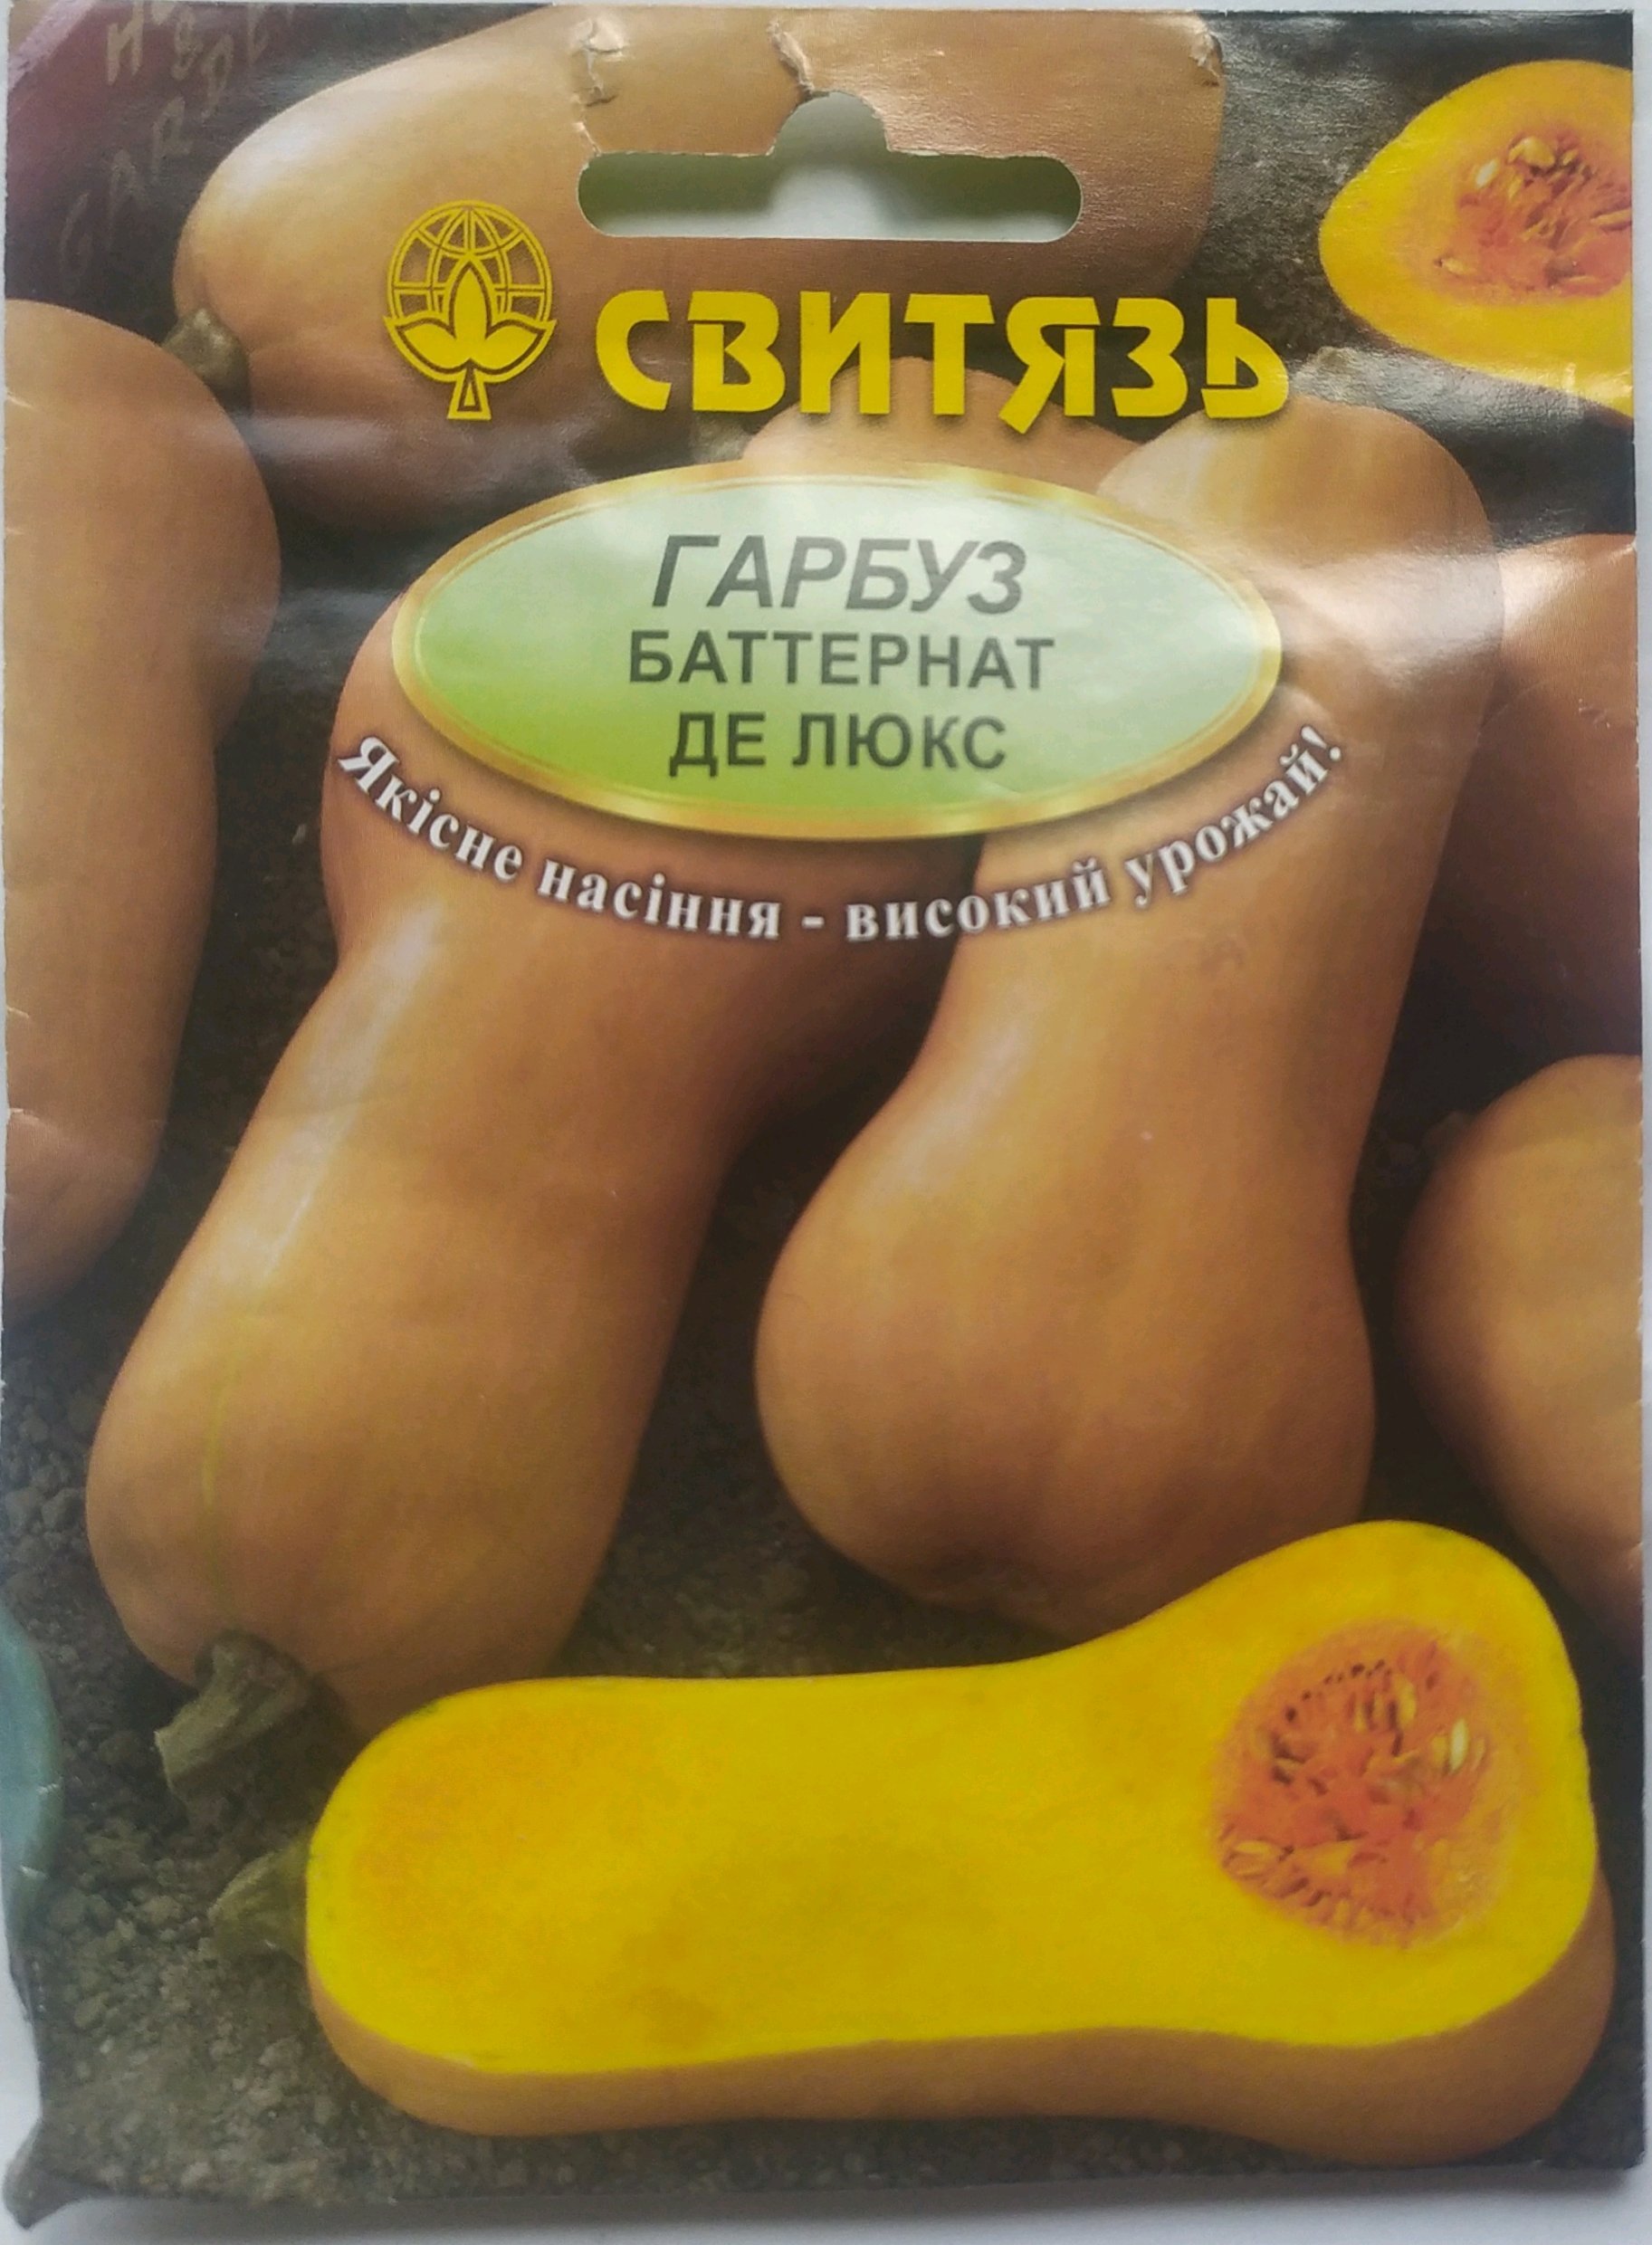 СВИТЯЗЬ
ГАРБУЗ
БАТТЕРНАТ
ДЕ ЛЮКС
Якісне насіння - високий урожай!